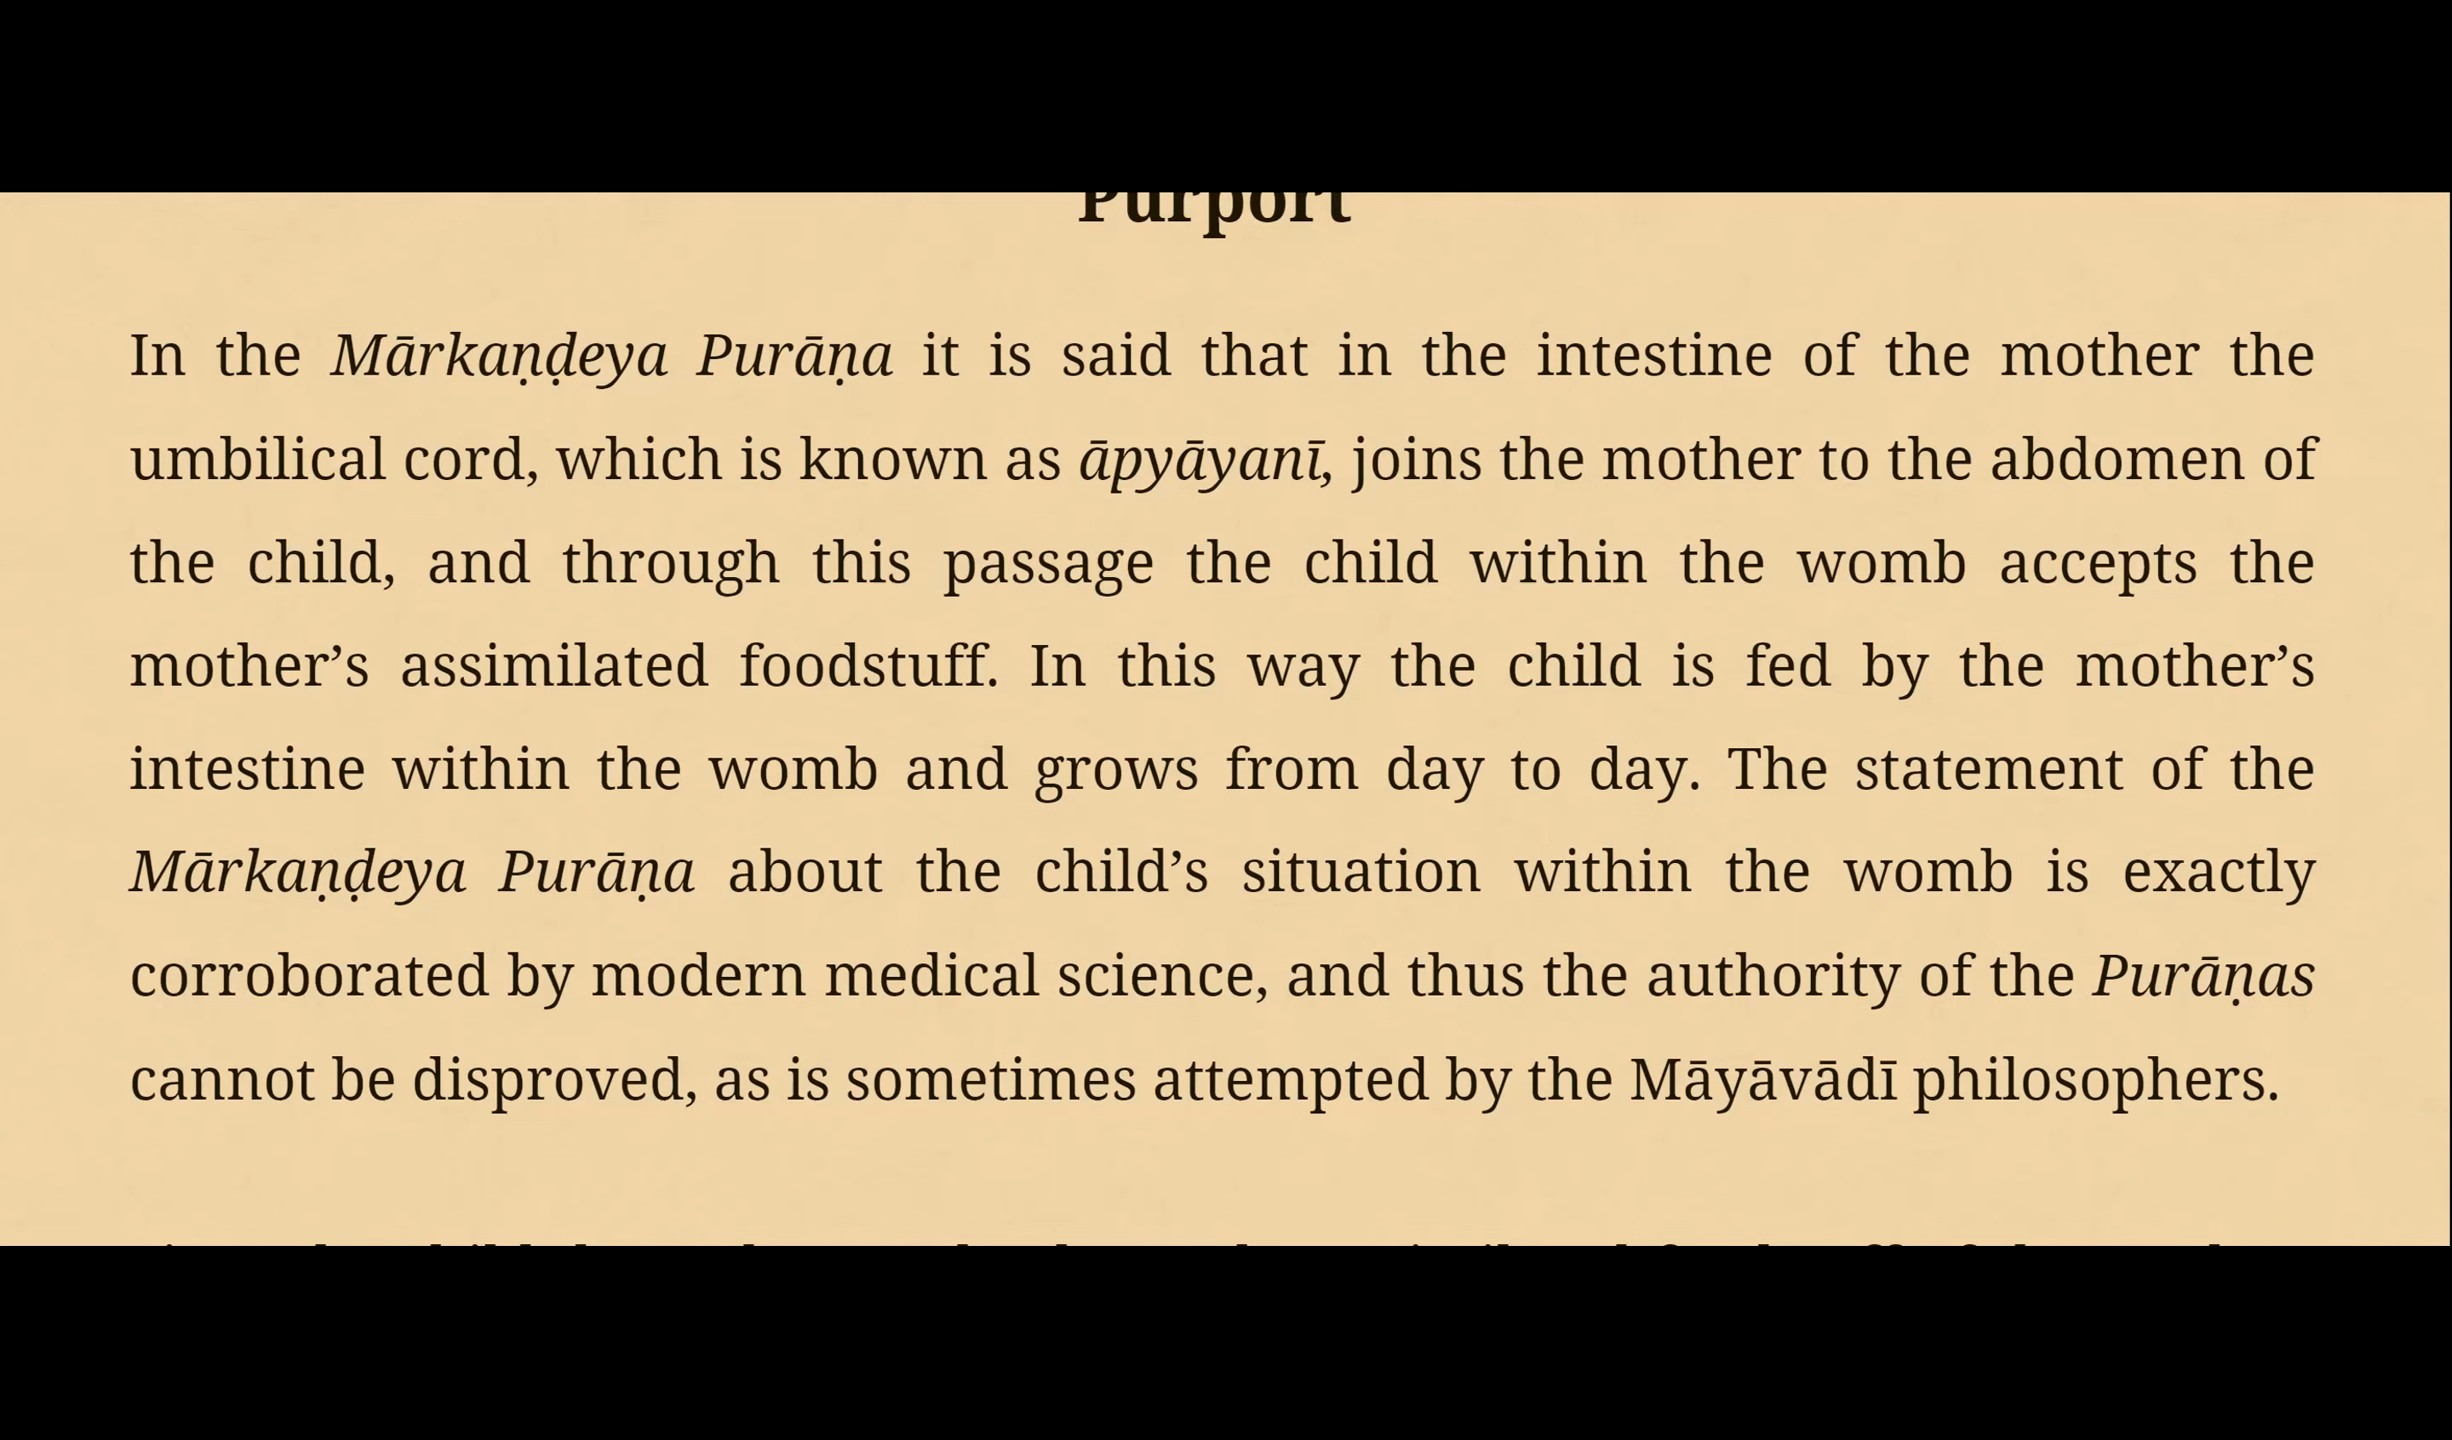 Purport
In the Mārkaṇḍeya Purāṇa it is said that in the intestine of the mother the
umbilical cord, which is known as āpyāyanī, joins the mother to the abdomen of
the child, and through this passage the child within the womb accepts the
mother’s assimilated foodstuff. In this way the child is fed by the mother’s
intestine within the womb and grows from day to day. The statement of the
Mārkaṇḍeya Purāṇa about the child’s situation within the womb is exactly
corroborated by modern medical science, and thus the authority of the Purāṇas
cannot be disproved, as is sometimes attempted by the Māyāvādī philosophers.